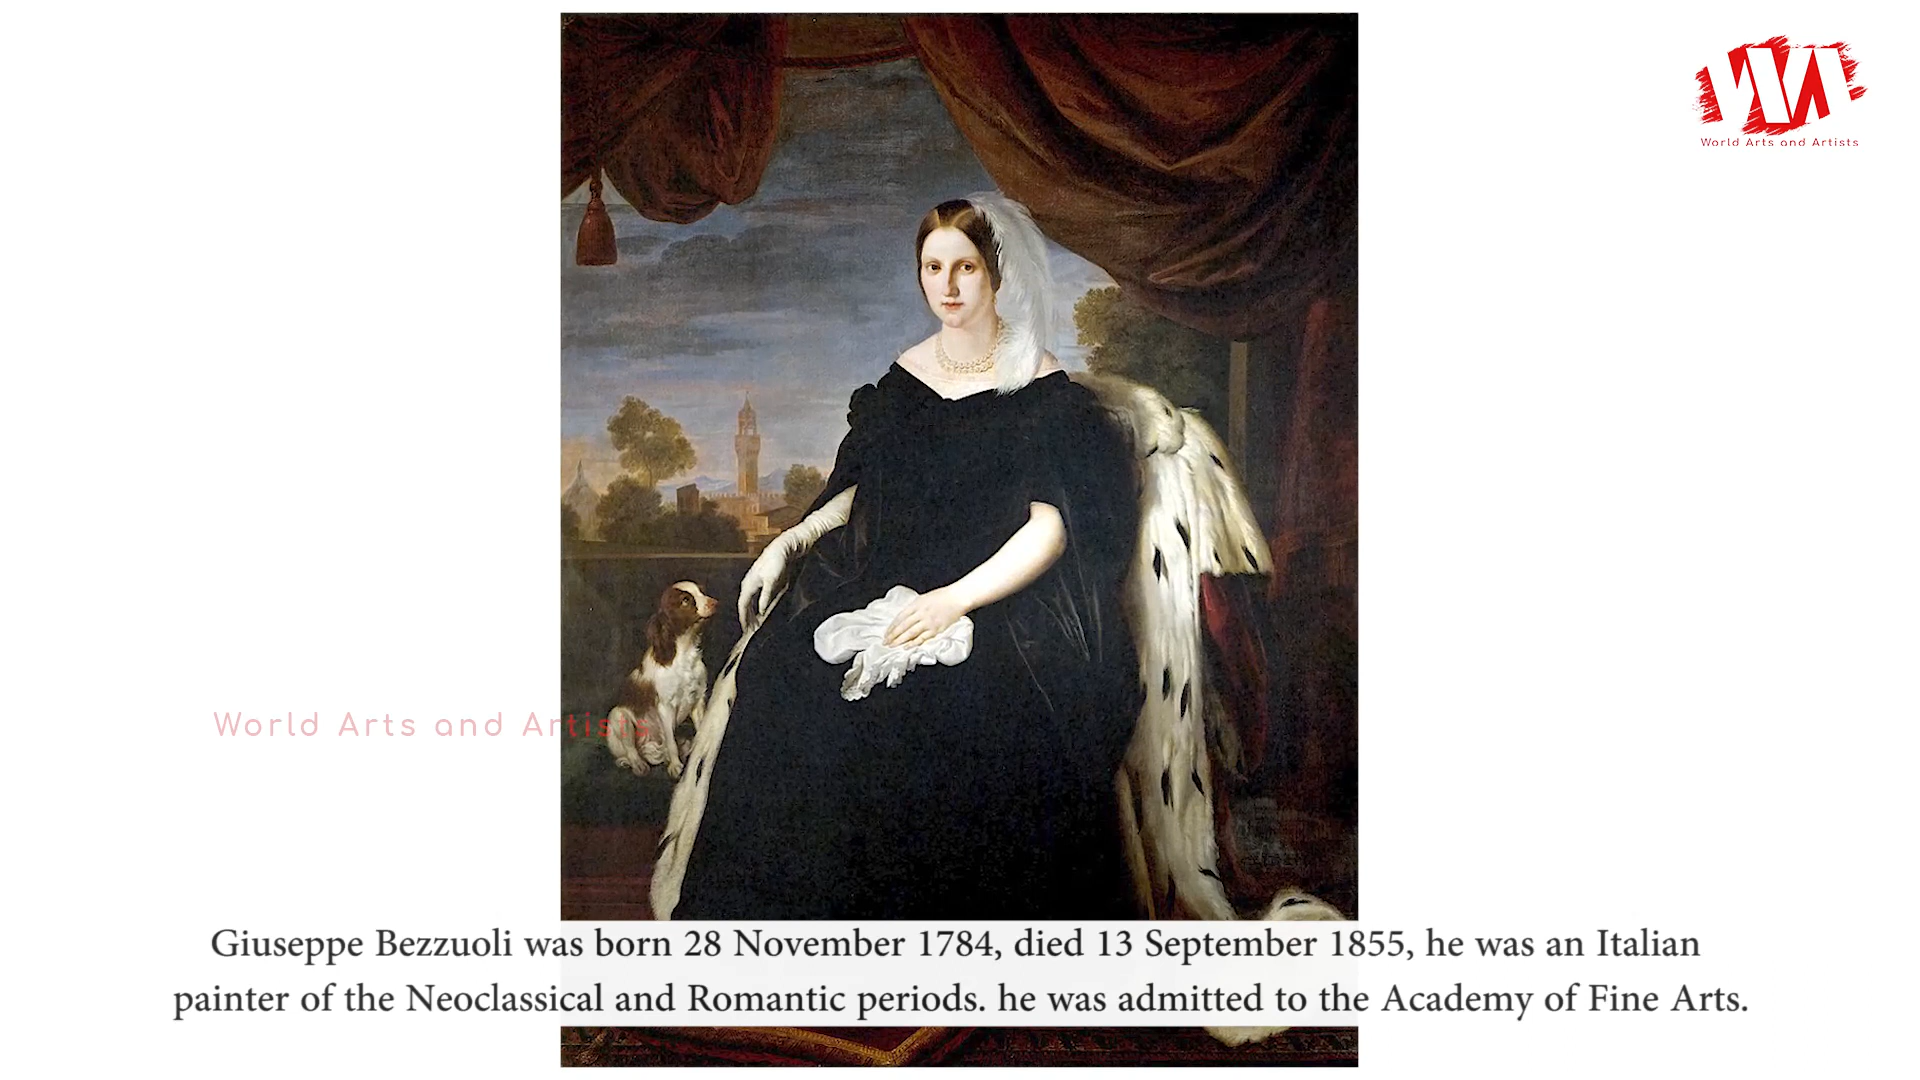 World Arts and Artists
World Arts and Artists
Giuseppe Bezzuoli was born 28 November 1784, died 13 September 1855, he was an Italian
painter of the Neoclassical and Romantic periods. he was admitted to the Academy of Fine Arts.